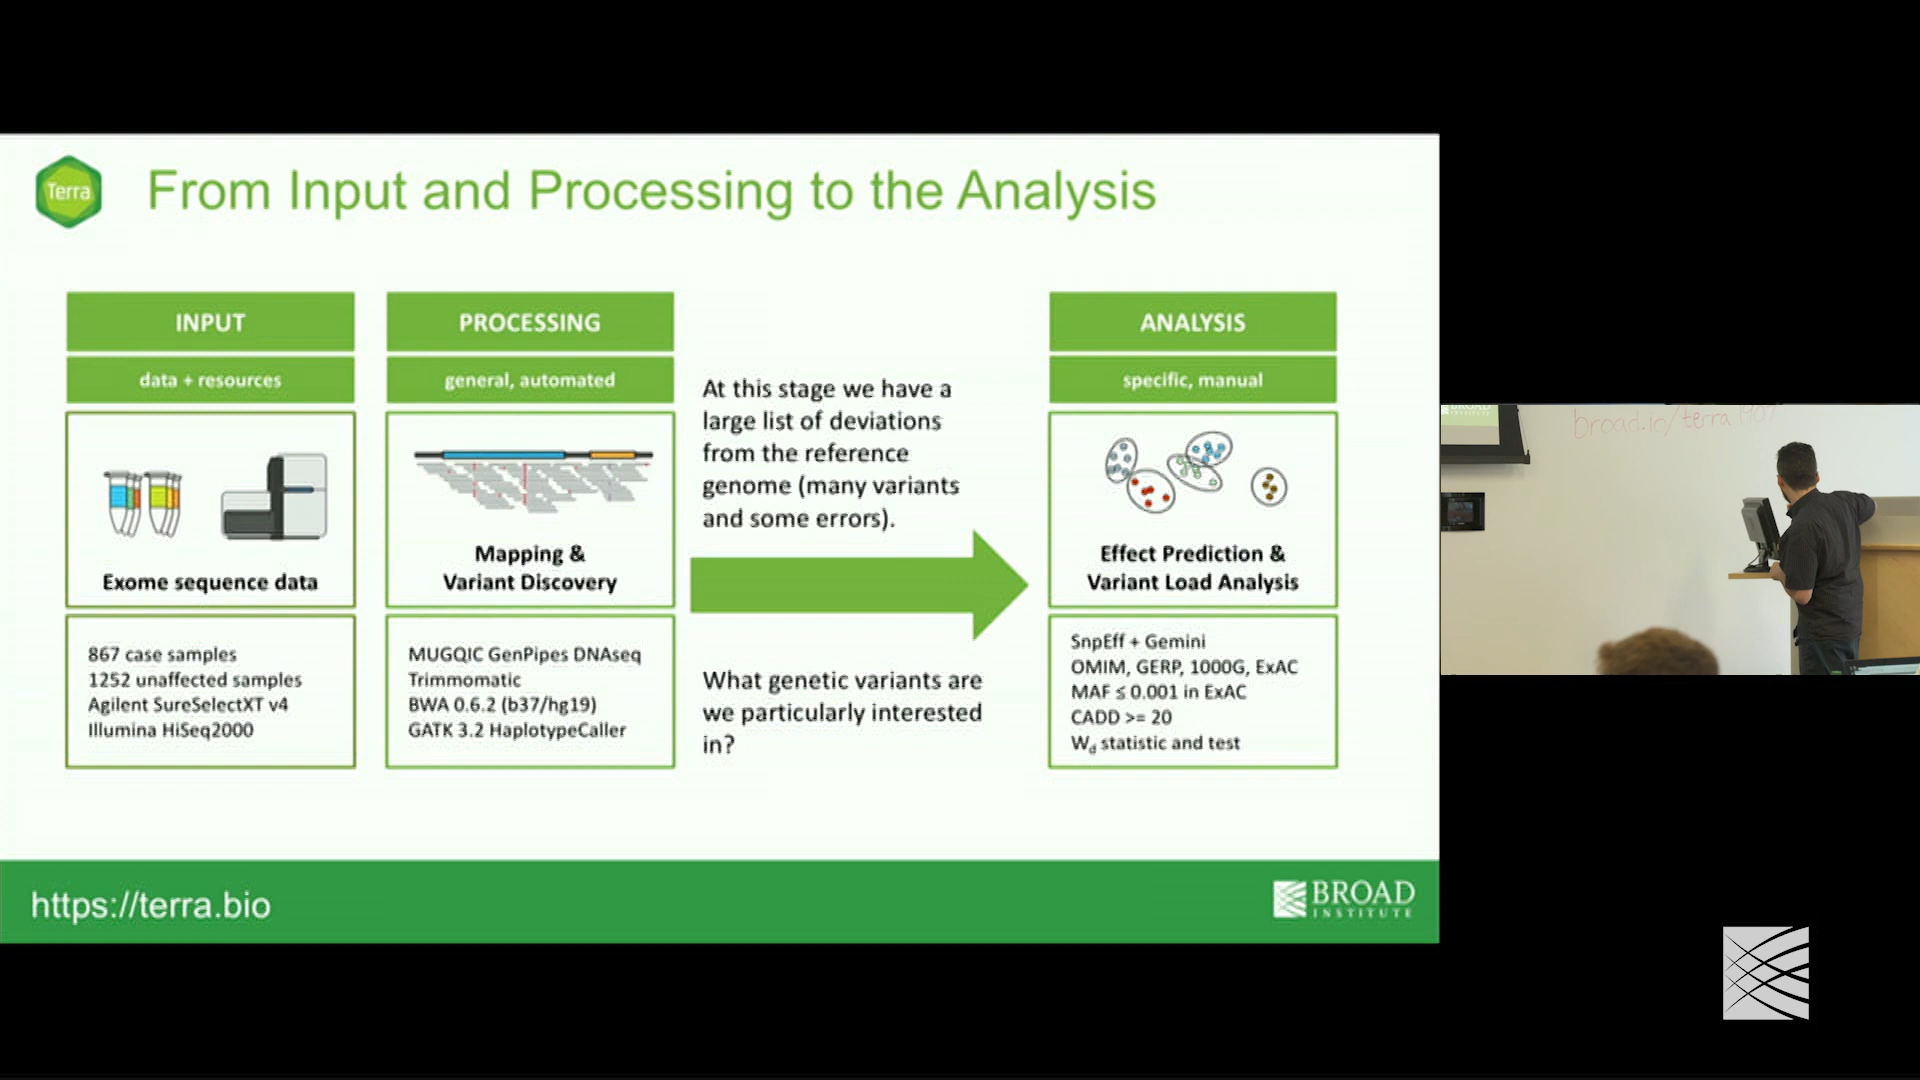 Terra
From Input and Processing to the Analysis
INPUT
data + resources
Exome sequence data
867 case samples
1252 unaffected samples
Agilent SureSelectXT v4
Illumina HiSeq2000
PROCESSING
general, automated
Mapping &
Variant Discovery
MUGQIC GenPipes DNAseq
Trimmomatic
BWA 0.6.2 (b37/hg19)
GATK 3.2 HaplotypeCaller
At this stage we have a
large list of deviations
from the reference
genome (many variants
and some errors).
What genetic variants are
we particularly interested
in?
ANALYSIS
specific, manual
Effect Prediction &
Variant Load Analysis
SnpEff + Gemini
OMIM, GERP, 1000G, ExAC
MAF ≤ 0.001 in ExAC
CADD >= 20
Wd statistic and test
https://terra.bio
BROAD
INSTITUTE
BROAD
broad.io/terra1907